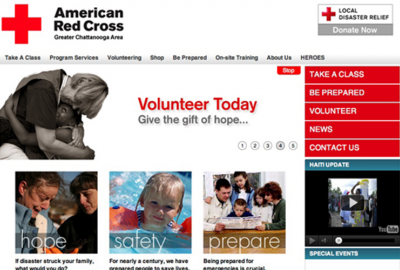 American
Red Cross
Greater Chattanooga Area
LOCAL
DISASTER RELIEF
Donate Now
Take A Class Program Services Volunteering Shop Be Prepared On-site Training About Us HEROES
Stop
Volunteer Today
Give the gift of hope...
1 2 3 4 5
TAKE A CLASS
BE PREPARED
VOLUNTEER
NEWS
CONTACT US
HAITI UPDATE
YouTube
hope
safety
prepare
If disaster struck your family,
what would you do?
For nearly a century, we have
prepared people to save lives.
Being prepared for
emergencies is crucial.
SPECIAL EVENTS